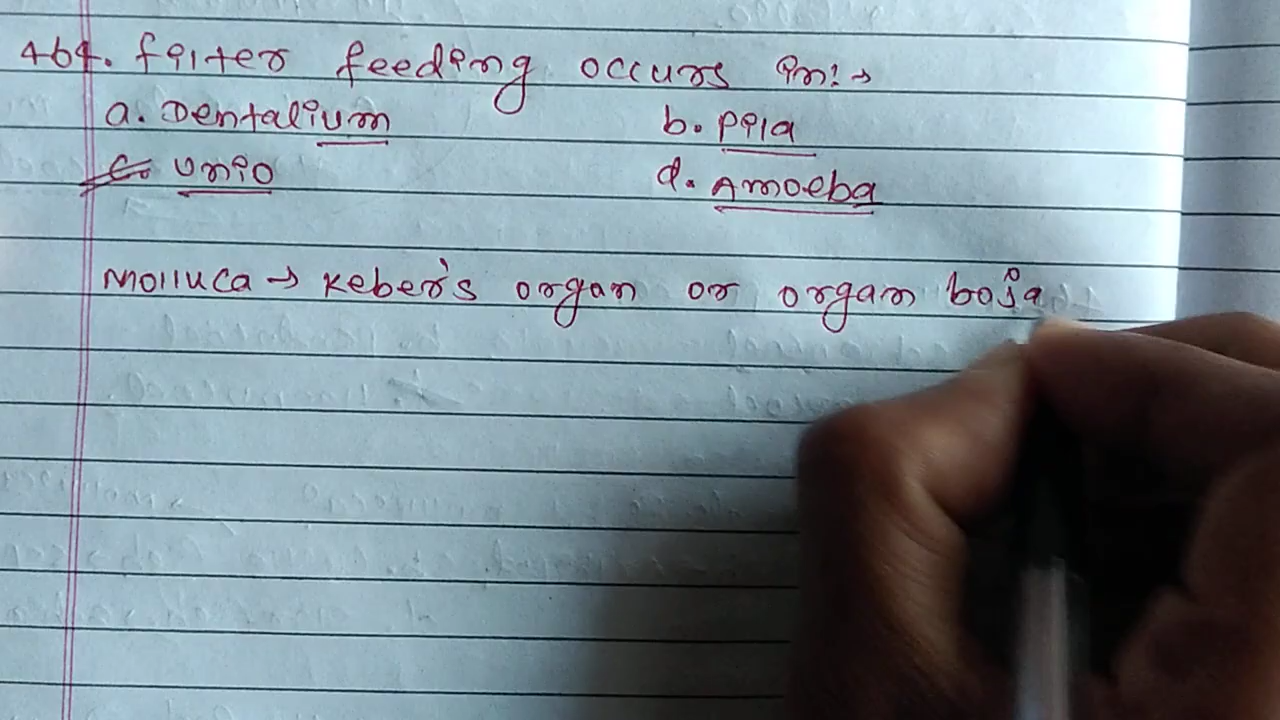 464. Filter feeding occurs in:→
a. Dentalium b. Pila
c. Unio d. Amoeba
Molluca → Keber's organ or organ boja